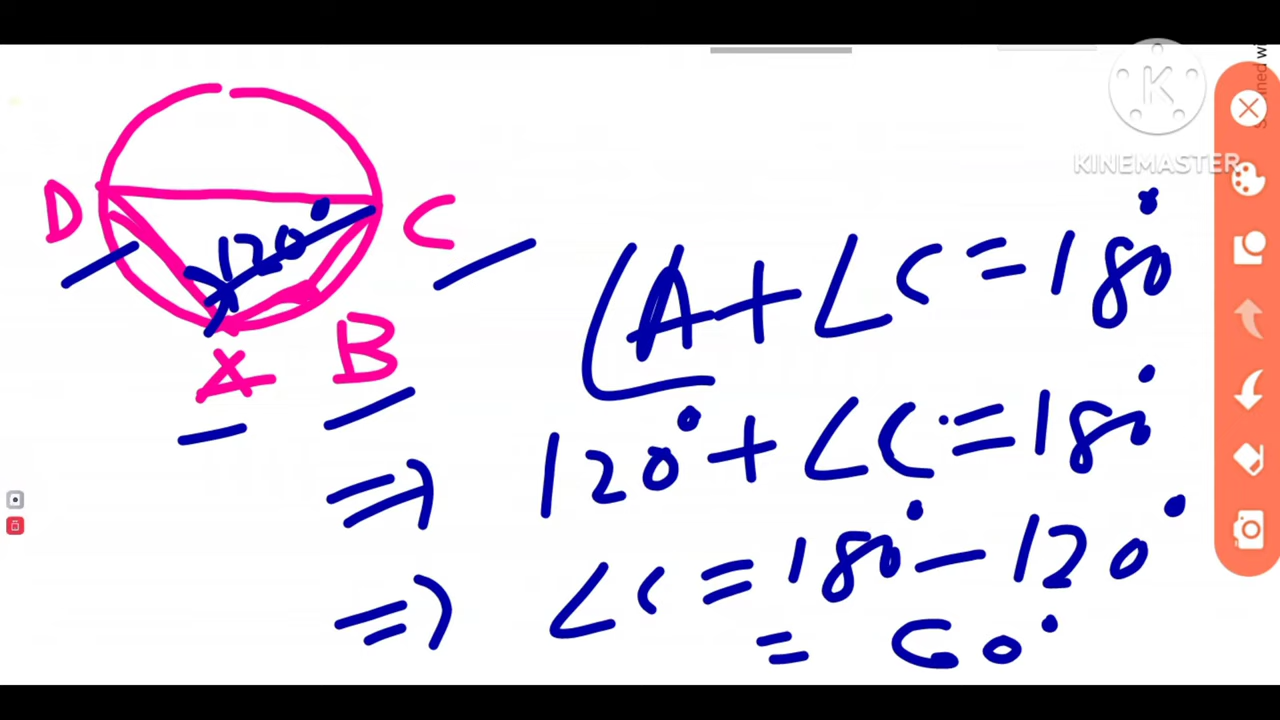 K
KINEMASTER
D
120°
C
A
B
∠A + ∠C = 180°
⇒ 120° + ∠C = 180°
⇒ ∠C = 180° - 120°
= 60°